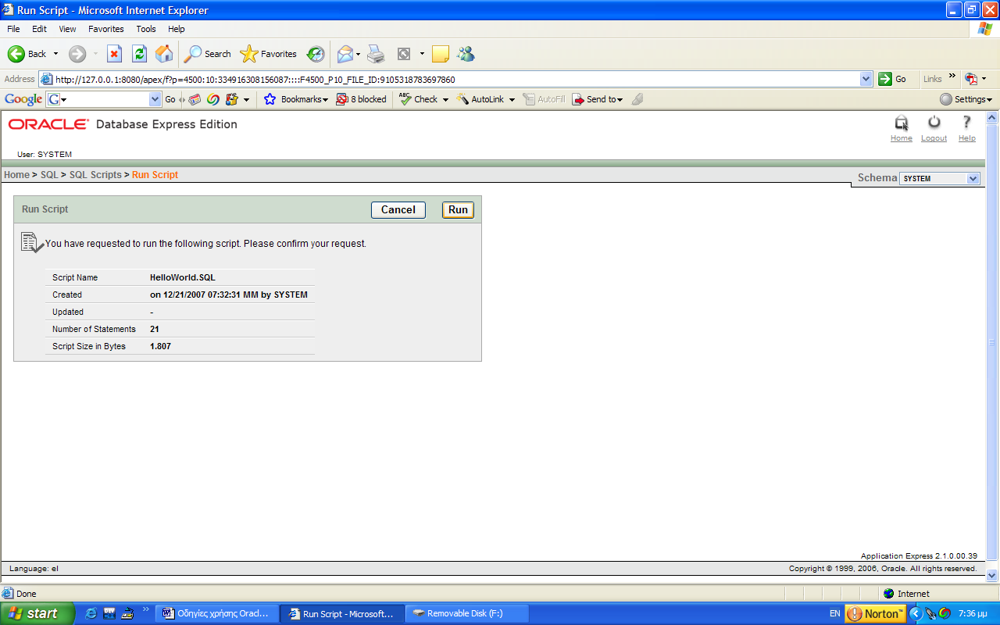 Run Script - Microsoft Internet Explorer
File Edit View Favorites Tools Help
Back Search Favorites
Address http://127.0.0.1:8080/apex/f?p=4500:10:334916308156087::::F4500_P10_FILE_ID:9105318783697860 Go Links »
Google G Go Bookmarks 8 blocked ABC Check AutoLink AutoFill Send to Settings
ORACLE Database Express Edition
Home Logout Help
User: SYSTEM
Home > SQL > SQL Scripts > Run Script
Schema SYSTEM
Run Script Cancel Run
You have requested to run the following script. Please confirm your request.
Script Name HelloWorld.SQL
Created on 12/21/2007 07:32:31 MM by SYSTEM
Updated -
Number of Statements 21
Script Size in Bytes 1.807
Application Express 2.1.0.00.39
Language: el Copyright © 1999, 2006, Oracle. All rights reserved.
Done Internet
start » Οδηγίες χρήσης Orac... Run Script - Microsoft... Removable Disk (F:) EN Norton™ 7:36 μμ